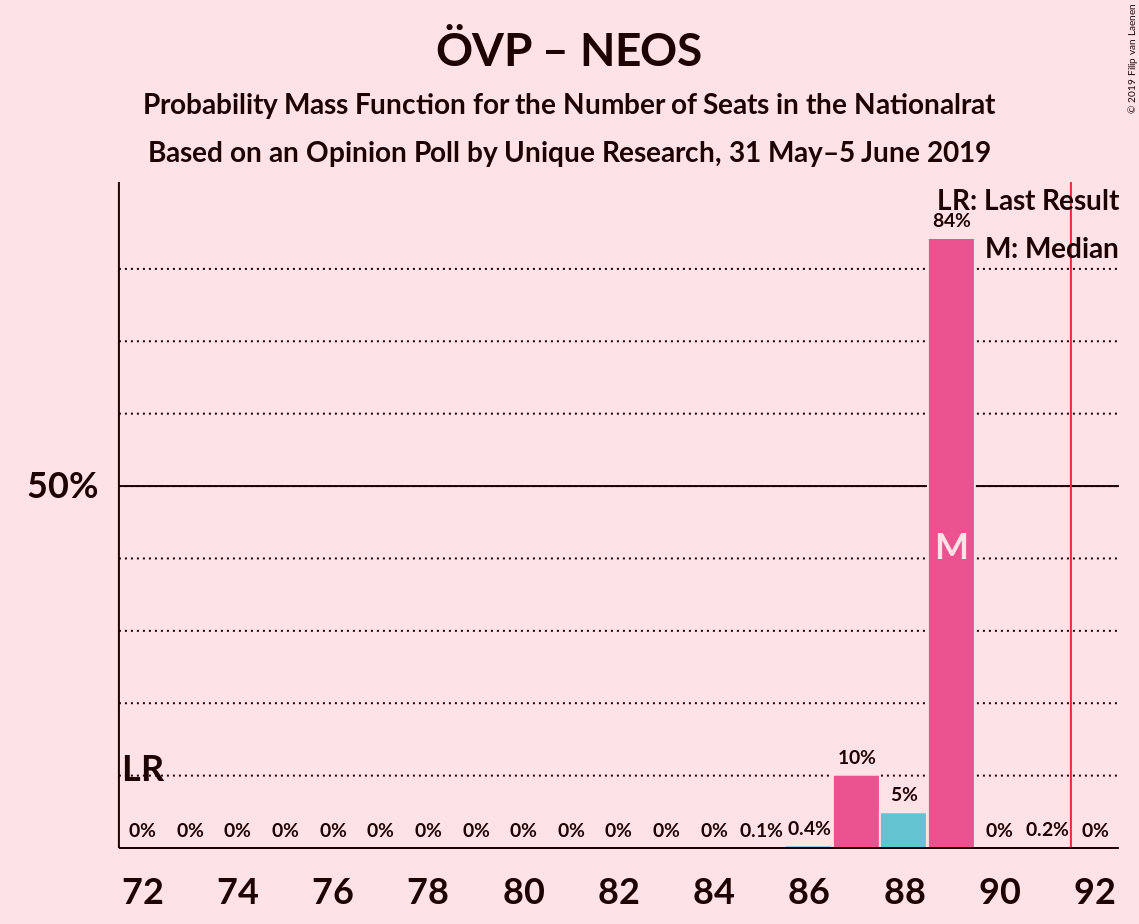 ÖVP – NEOS
Probability Mass Function for the Number of Seats in the Nationalrat
Based on an Opinion Poll by Unique Research, 31 May–5 June 2019
© 2019 Filip van Laenen
LR: Last Result
84%
M: Median
50%
M
LR
10%
5%
0% 0% 0% 0% 0% 0% 0% 0% 0% 0% 0% 0% 0% 0.1% 0.4% 0% 0.2% 0%
72 74 76 78 80 82 84 86 88 90 92